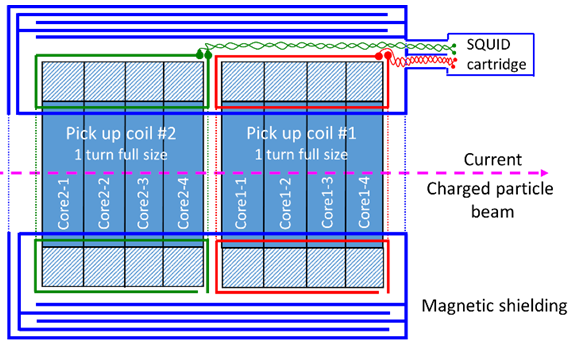 SQUID
cartridge
Pick up coil #2
1 turn full size
Pick up coil #1
1 turn full size
Core2-1
Core2-2
Core2-3
Core2-4
Core1-1
Core1-2
Core1-3
Core1-4
Current
Charged particle
beam
Magnetic shielding